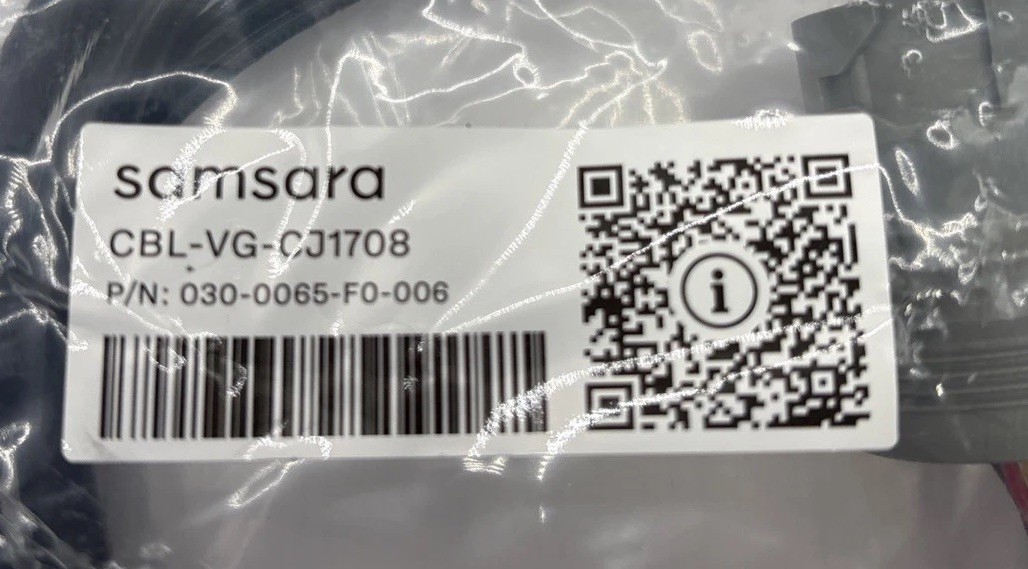 samsara
CBL-VG-CJ1708
P/N: 030-0065-F0-006
i